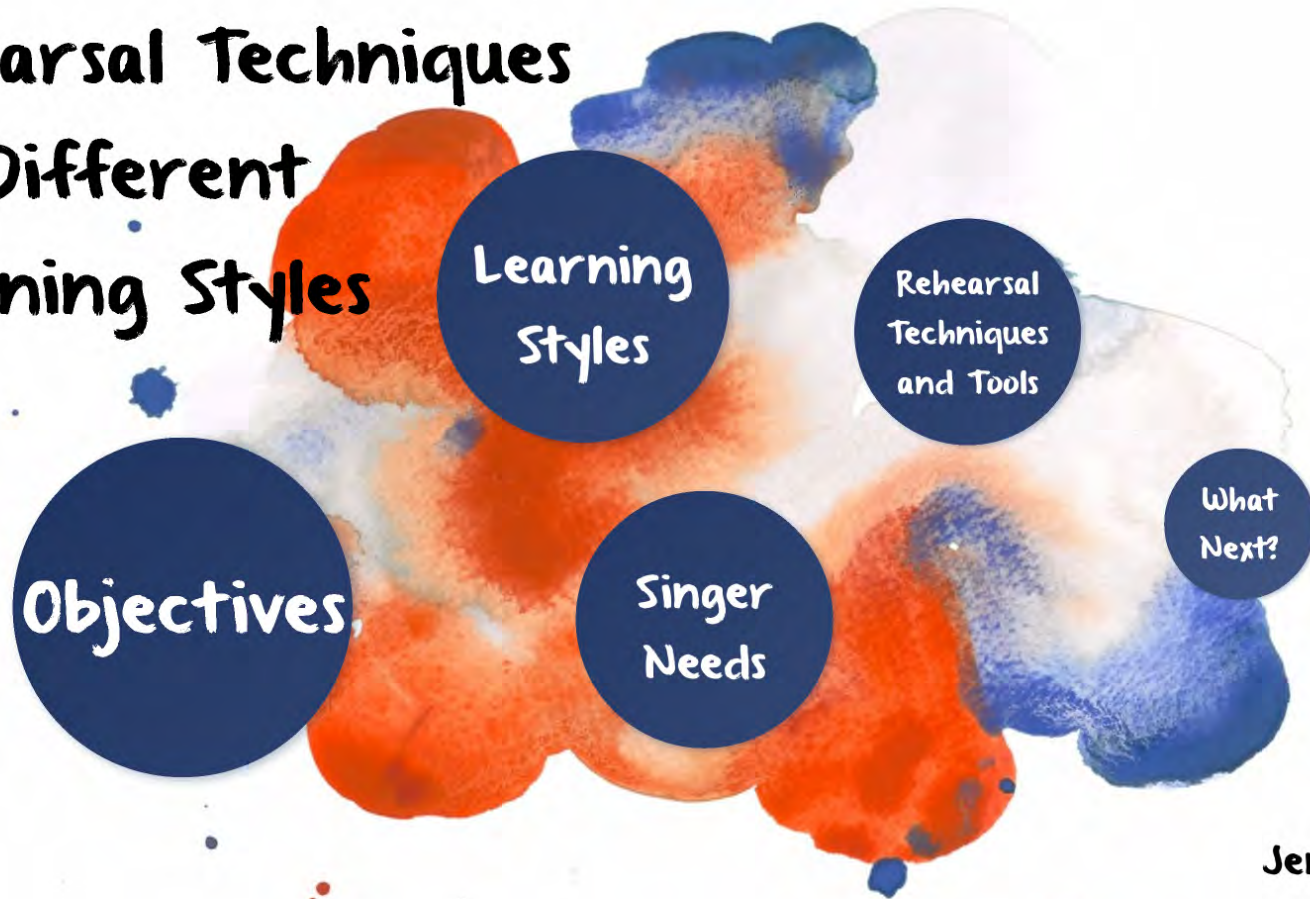 arsal Techniques
Different
ning Styles
Learning
Styles
Rehearsal
Techniques
and Tools
What
Next?
Objectives
Singer
Needs
Jer